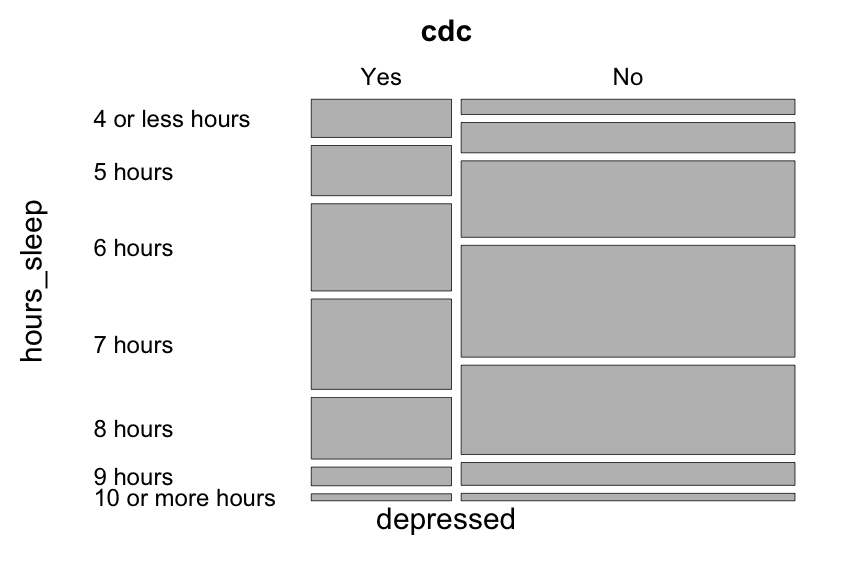 cdc
Yes No
4 or less hours
5 hours
6 hours
7 hours
8 hours
9 hours
10 or more hours
hours_sleep
depressed